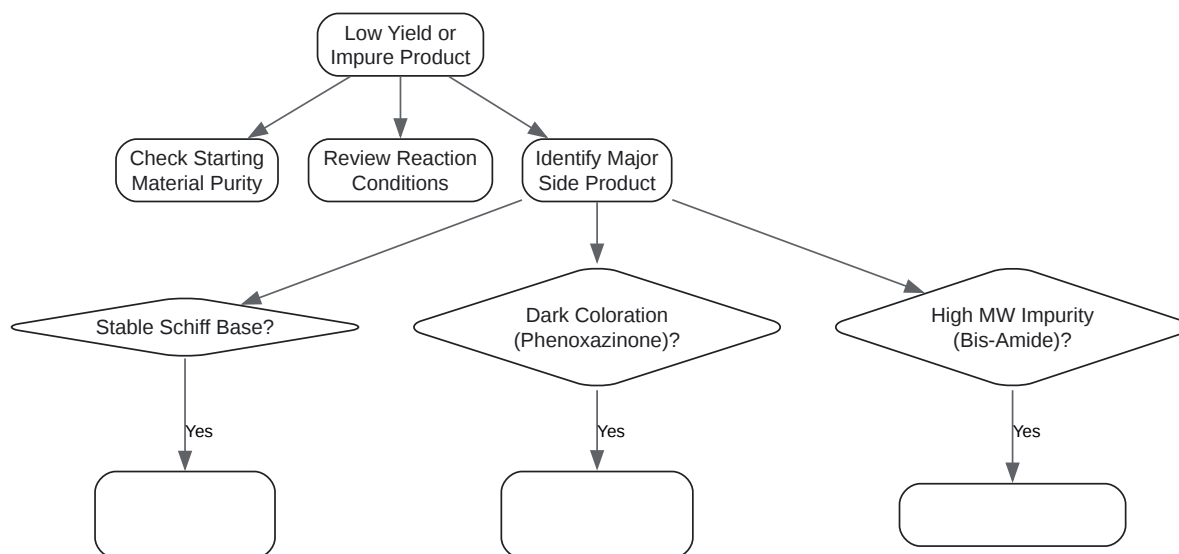 Low Yield or
Impure Product
Check Starting
Material Purity
Review Reaction
Conditions
Identify Major
Side Product
Stable Schiff Base?
Dark Coloration
(Phenoxazinone)?
High MW Impurity
(Bis-Amide)?
Yes
Yes
Yes